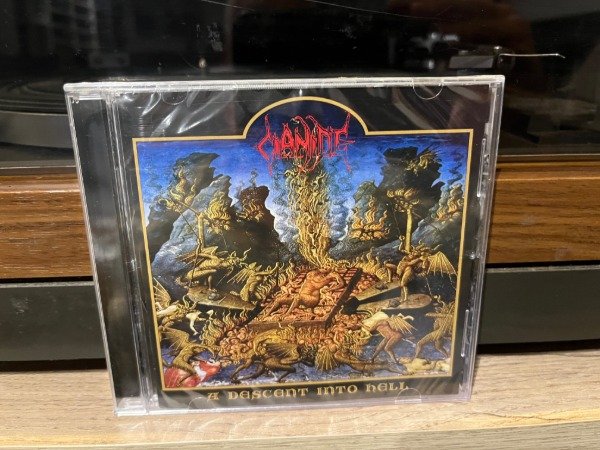 CIANIDE
A DESCENT INTO HELL